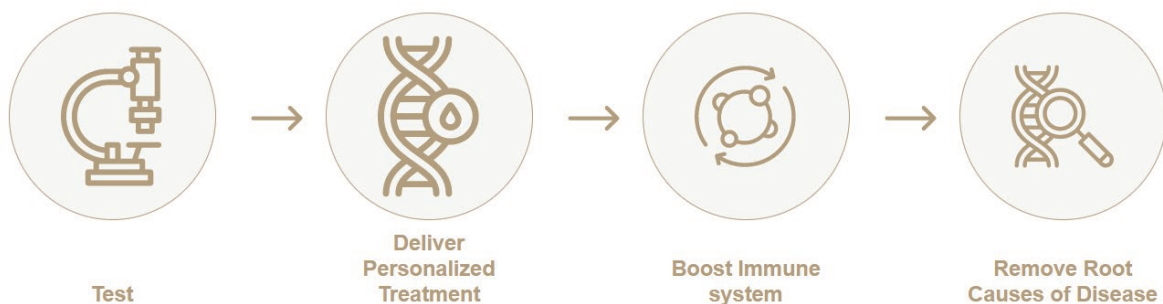 Test
Deliver
Personalized
Treatment
Boost Immune
system
Remove Root
Causes of Disease